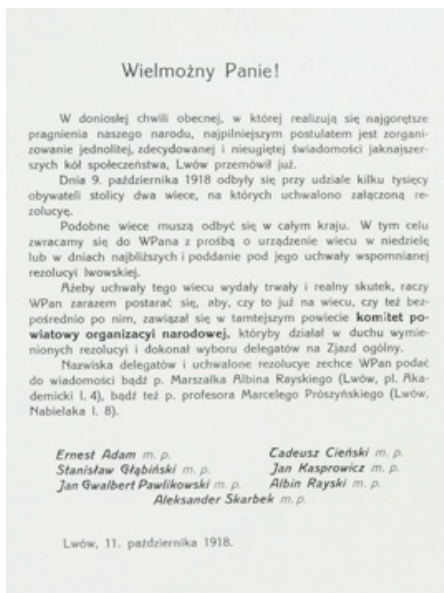 Wielmożny Panie!
W doniosłej chwili obecnej, w której realizują się najgorętsze
pragnienia naszego narodu, najpilniejszym postulatem jest zorgani-
zowanie jednolitej, zdecydowanej i nieugiętej świadomości jaknajszer-
szych kół społeczeństwa, Lwów przemówił już.
Dnia 9. października 1918 odbyły się przy udziale kilku tysięcy
obywateli stolicy dwa wiece, na których uchwalono załączoną re-
zolucyę.
Podobne wiece muszą odbyć się w całym kraju. W tym celu
zwracamy się do WPana z prośbą o urządzenie wiecu w niedzielę
lub w dniach najbliższych i poddanie pod jego uchwały wspomnianej
rezolucyi lwowskiej.
Ażeby uchwały tego wiecu wydały trwały i realny skutek, raczy
WPan zarazem postarać się, aby, czy to już na wiecu, czy też bez-
pośrednio po nim, zawiązał się w tamtejszym powiecie komitet po-
wiatowy organizacyi narodowej, któryby działał w duchu wymie-
nionych rezolucyi i dokonał wyboru delegatów na Zjazd ogólny.
Nazwiska delegatów i uchwalone rezolucye zechce WPan podać
do wiadomości bądź p. Marszałka Albina Rayskiego (Lwów, pl. Aka-
demicki l. 4), bądź też p. profesora Marcelego Prószyńskiego (Lwów,
Nabielaka l. 8).
Ernest Adam m. p. Tadeusz Cieński m. p.
Stanisław Głąbiński m. p. Jan Kasprowicz m. p.
Jan Gwalbert Pawlikowski m. p. Albin Rayski m. p.
Aleksander Skarbek m. p.
Lwów, 11. października 1918.